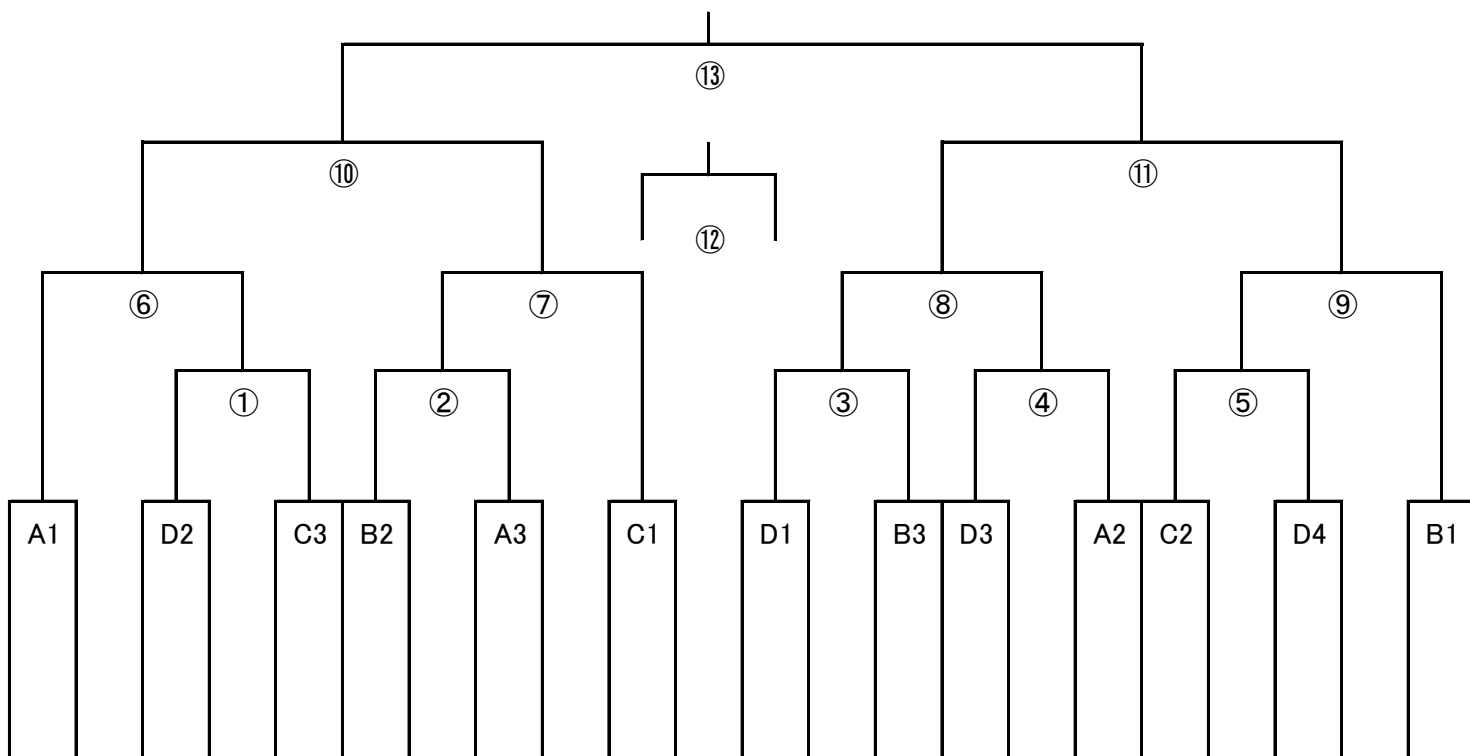 ⑬
⑩ ⑪
⑫
⑥ ⑦ ⑧ ⑨
① ② ③ ④ ⑤
A1 D2 C3 B2 A3 C1 D1 B3 D3 A2 C2 D4 B1